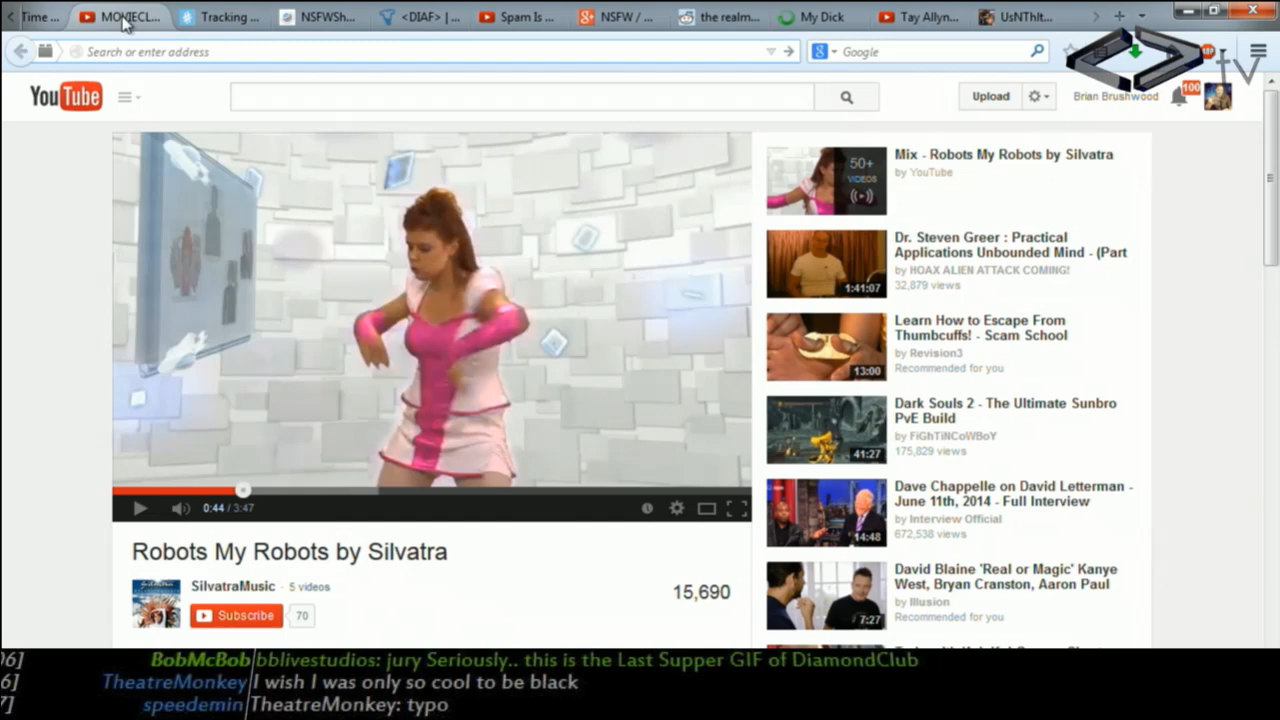 Time ...
MOVIECL...
Tracking ...
NSFWSh...
<DIAF> | ...
Spam Is ...
NSFW / ...
the realm...
My Dick
Tay Allyn...
UsNThIt...
Search or enter address
Google
tv
YouTube
Upload
Brian Brushwood
100
Mix - Robots My Robots by Silvatra
by YouTube
50+
VIDEOS
Dr. Steven Greer : Practical
Applications Unbounded Mind - (Part
by HOAX ALIEN ATTACK COMING!
32,879 views
1:41:07
Learn How to Escape From
Thumbcuffs! - Scam School
by Revision3
Recommended for you
13:00
Dark Souls 2 - The Ultimate Sunbro
PvE Build
by FiGhTiNCoWBoY
175,829 views
41:27
Dave Chappelle on David Letterman -
June 11th, 2014 - Full Interview
by Interview Official
672,538 views
14:48
David Blaine 'Real or Magic' Kanye
West, Bryan Cranston, Aaron Paul
by Illusion
Recommended for you
7:27
0:44 / 3:47
Robots My Robots by Silvatra
SilvatraMusic · 5 videos
15,690
Subscribe
70
06]
BobMcBob bblivestudios: jury Seriously.. this is the Last Supper GIF of DiamondClub
6]
TheatreMonkey I wish I was only so cool to be black
7]
speedemin TheatreMonkey: typo